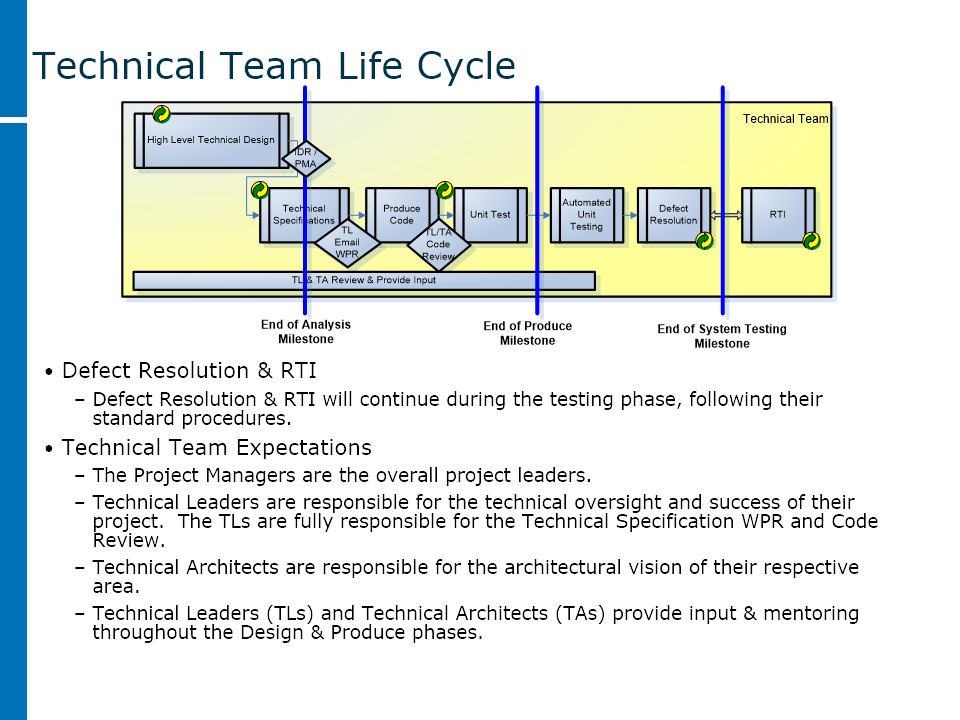 Technical Team Life Cycle
Technical Team
High Level Technical Design
IDR /
PMA
Technical
Specifications
TL
Email
WPR
Produce
Code
TL/TA
Code
Review
Unit Test
Automated
Unit
Testing
Defect
Resolution
RTI
TL & TA Review & Provide Input
End of Analysis
Milestone
End of Produce
Milestone
End of System Testing
Milestone
• Defect Resolution & RTI
– Defect Resolution & RTI will continue during the testing phase, following their
standard procedures.
• Technical Team Expectations
– The Project Managers are the overall project leaders.
– Technical Leaders are responsible for the technical oversight and success of their
project.  The TLs are fully responsible for the Technical Specification WPR and Code
Review.
– Technical Architects are responsible for the architectural vision of their respective
area.
– Technical Leaders (TLs) and Technical Architects (TAs) provide input & mentoring
throughout the Design & Produce phases.